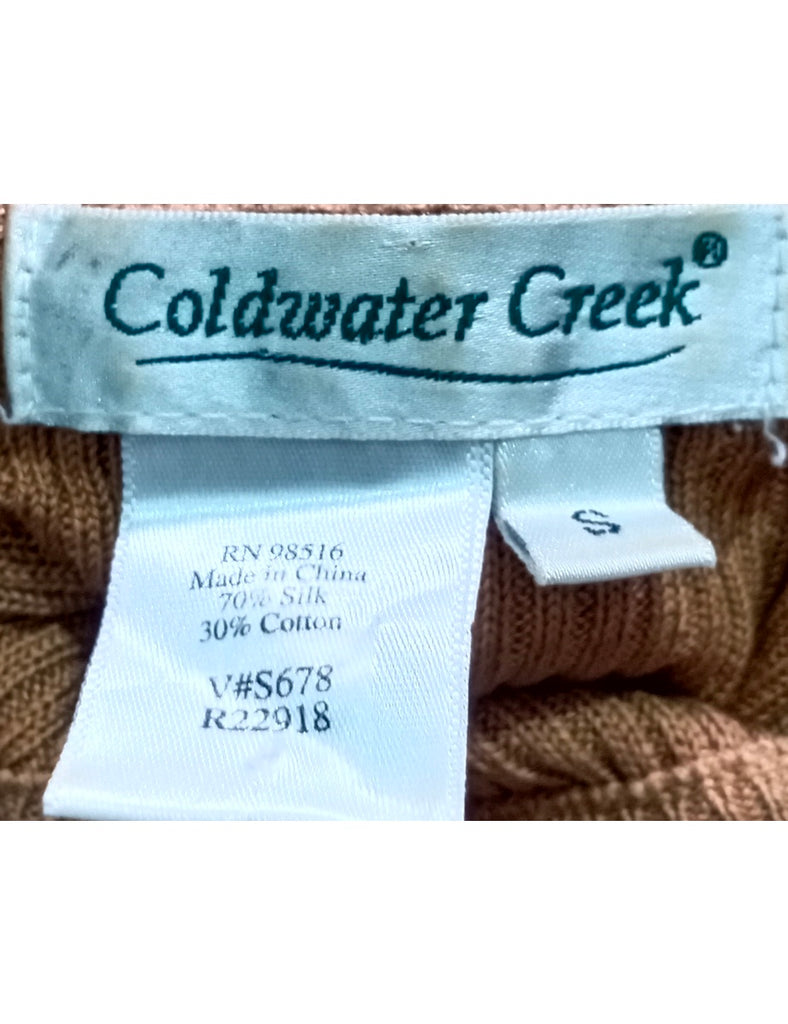 Coldwater Creek®
S
RN 98516
Made in China
70% Silk
30% Cotton
V#S678
R22918